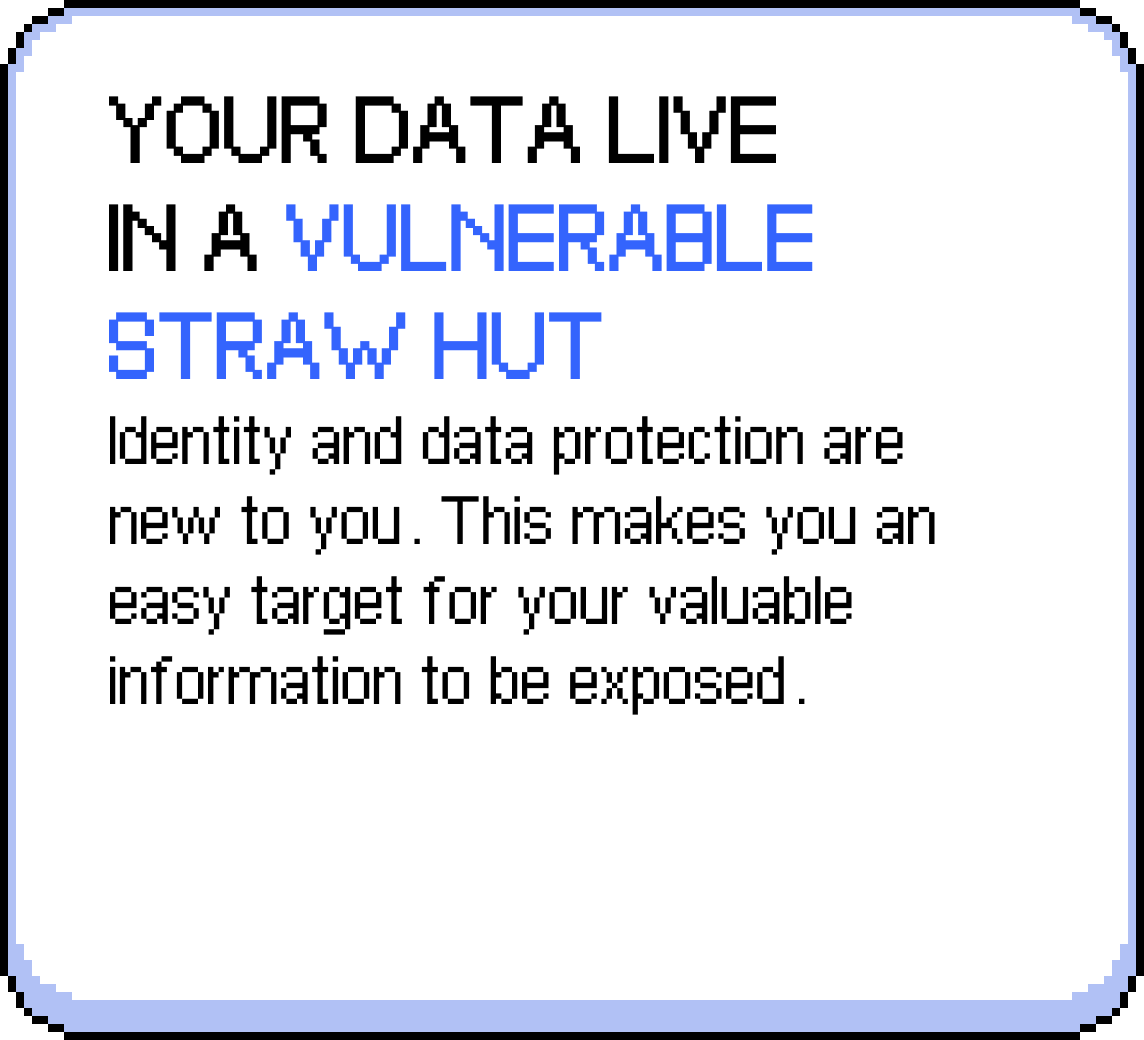 YOUR DATA LIVE
IN A VULNERABLE
STRAW HUT
Identity and data protection are
new to you. This makes you an
easy target for your valuable
information to be exposed.